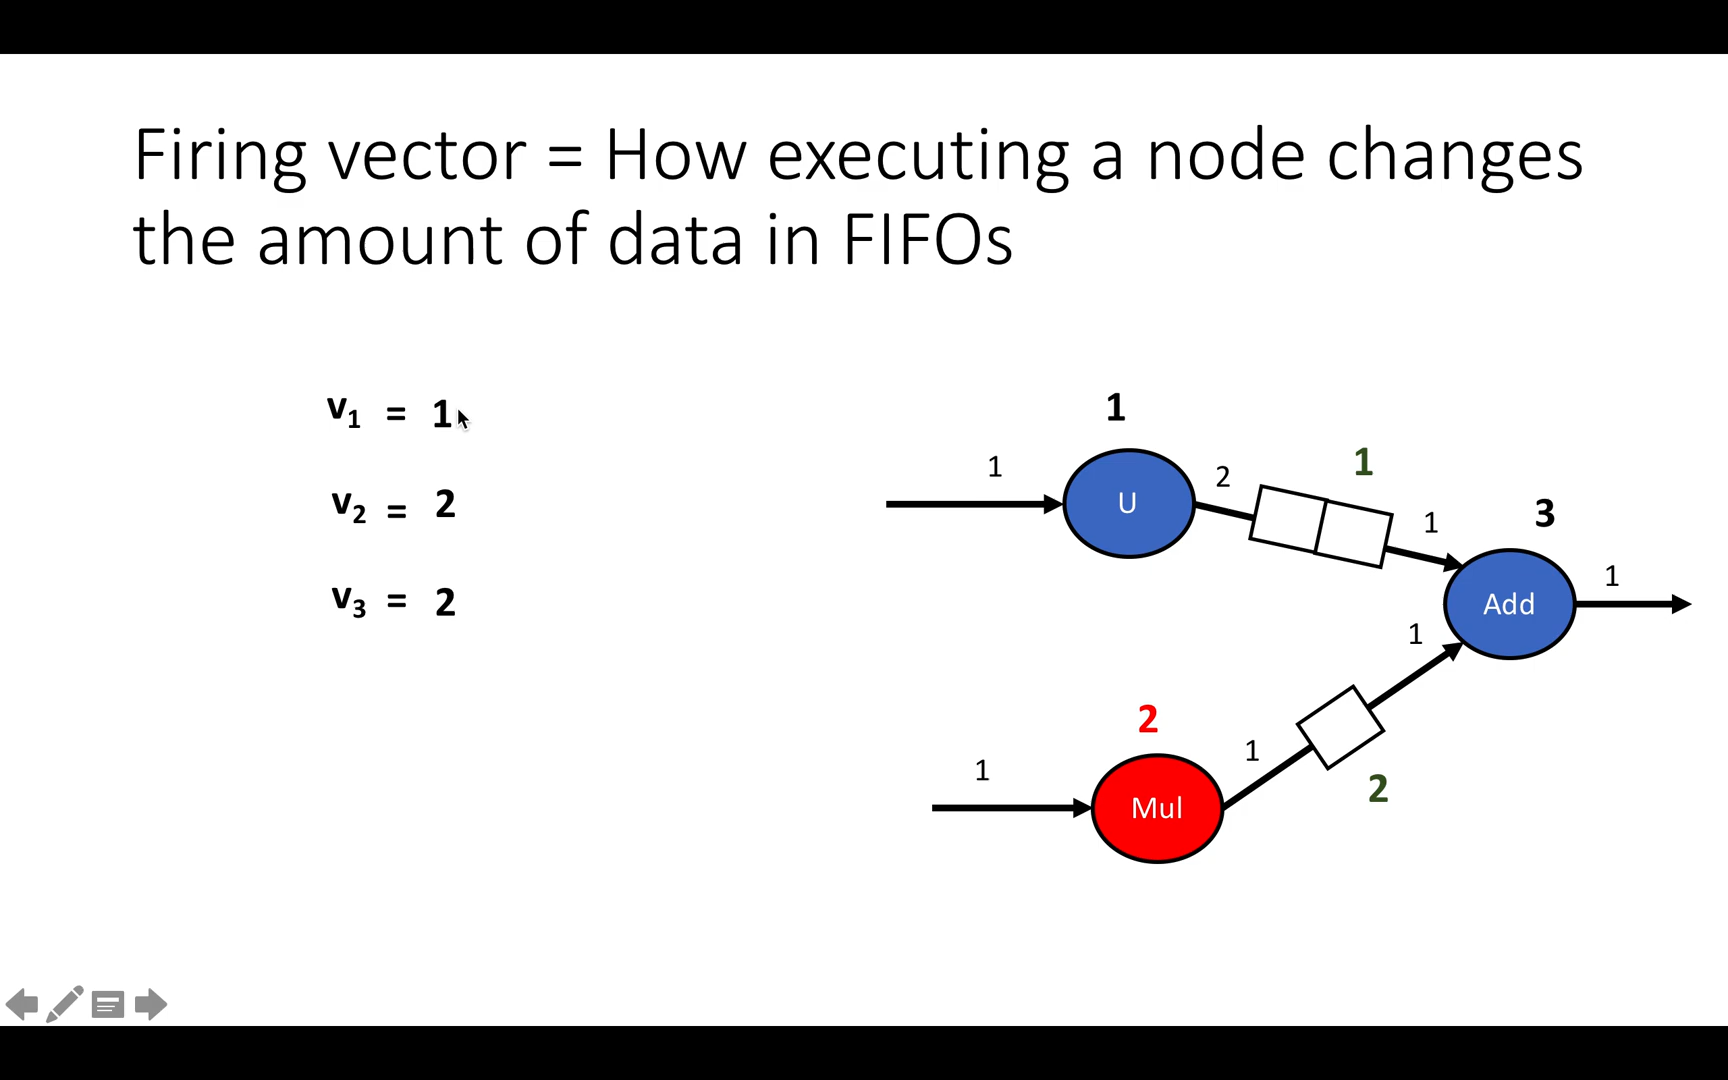 Firing vector = How executing a node changes
the amount of data in FIFOs
v₁ = 1
v₂ = 2
v₃ = 2
1
1
U
2
1
1
3
Add
1
1
2
1
Mul
1
2